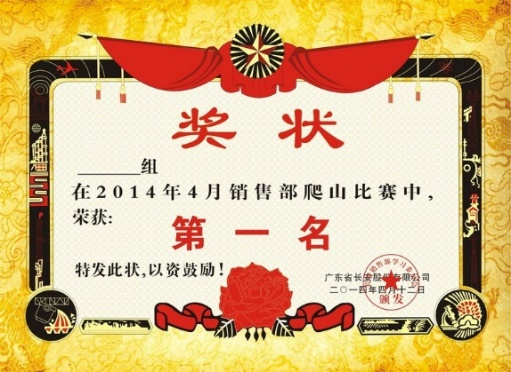 奖状
______组
在2014年4月销售部爬山比赛中,
荣获:
第一名
特发此状,以资鼓励!
广东省长安股份有限公司
二〇一四年四月十二日
颁发